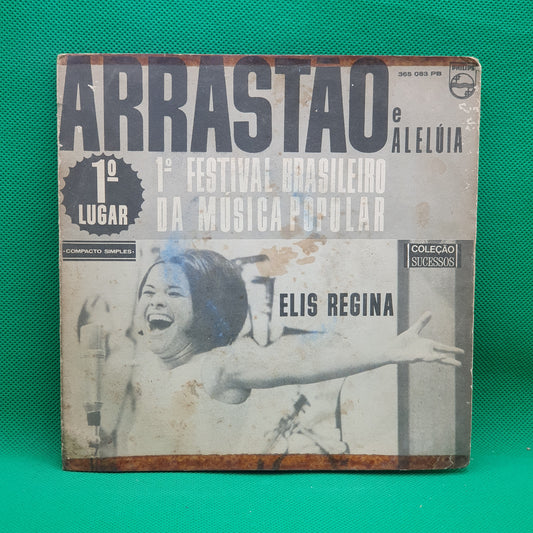 ARRASTÃO
e
ALELÚIA
PHILIPS
365 083 PB
1º
LUGAR
1º FESTIVAL BRASILEIRO
DA MÚSICA POPULAR
COMPACTO SIMPLES
COLEÇÃO
SUCESSOS
ELIS REGINA